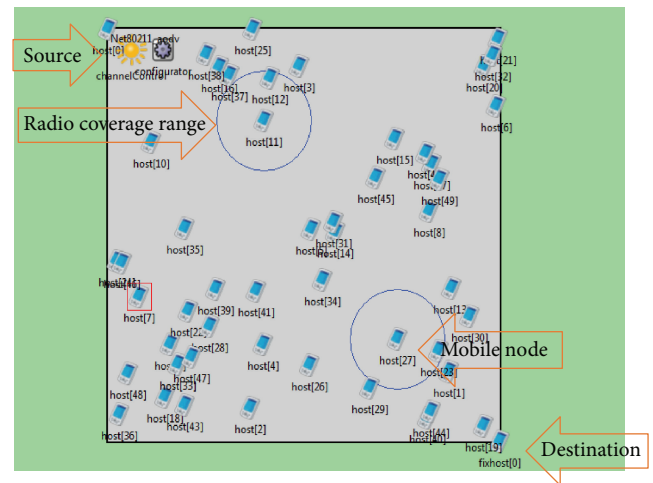 Net80211_aodv
host[25]
host[0]
Source
host[21]
channelControl
configurator
host[38]
host[3]
host[32]
host[16]
host[20]
host[37]
host[12]
Radio coverage range
host[6]
host[11]
host[15]
host[10]
host[45]
host[49]
host[8]
host[35]
host[31]
host[14]
host[34]
host[7]
host[39]
host[41]
host[13]
host[30]
host[28]
Mobile node
host[4]
host[27]
host[23]
host[26]
host[47]
host[33]
host[48]
host[1]
host[29]
host[18]
host[43]
host[36]
host[2]
host[44]
host[19]
Destination
fixhost[0]